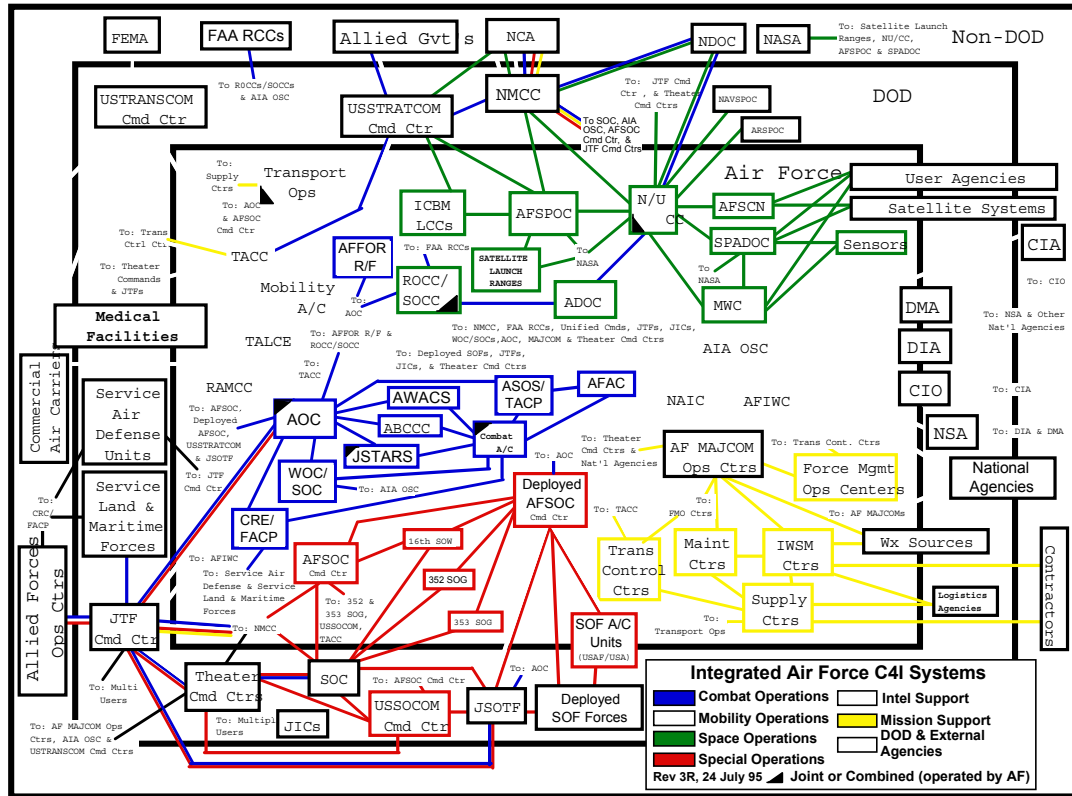 FEMA
FAA RCCs
Allied Gvt's
NCA
NDOC
NASA
To: Satellite Launch
Ranges, NU/CC,
AFSPOC & SPADOC
Non-DOD
To R0CCs/SOCCs
& AIA OSC
USTRANSCOM
Cmd Ctr
USSTRATCOM
Cmd Ctr
NMCC
To: JTF Cmd
Ctr , & Theater
Cmd Ctrs
NAVSPOC
ARSPOC
DOD
To SOC, AIA
OSC, AFSOC
Cmd Ctr, &
JTF Cmd Ctrs
To:
Supply
Ctrs
Transport
Ops
To: AOC
& AFSOC
Cmd Ctr
ICBM
LCCs
AFSPOC
N/U
CC
Air Force
AFSCN
User Agencies
Satellite Systems
To: Trans
Ctrl Ctr
TACC
AFFOR
R/F
To: FAA RCCs
SATELLITE
LAUNCH
RANGES
To
NASA
SPADOC
Sensors
CIA
To: Theater
Commands
& JTFs
Mobility
A/C
To:
AOC
ROCC/
SOCC
ADOC
To:
NASA
MWC
To: CIO
Medical
Facilities
TALCE
To: AFFOR R/F &
ROCC/SOCC
To: NMCC, FAA RCCs, Unified Cmds, JTFs, JICs,
WOC/SOCs,AOC, MAJCOM & Theater Cmd Ctrs
DMA
To: NSA & Other
Nat'l Agencies
To: Deployed SOFs, JTFs,
JICs, & Theater Cmd Ctrs
AIA OSC
DIA
To:
TACC
Commercial
Air Carriers
Service
Air
Defense
Units
RAMCC
To: AFSOC,
Deployed
AFSOC,
USSTRATCOM
& JSOTF
AOC
AWACS
ABCCC
JSTARS
ASOS/
TACP
AFAC
Combat
A/C
NAIC
AFIWC
CIO
To: CIA
NSA
To: DIA & DMA
To: JTF
Cmd Ctr
WOC/
SOC
To: AIA OSC
To: AOC
To: Theater
Cmd Ctrs &
Nat'l Agencies
AF MAJCOM
Ops Ctrs
To: Trans Cont. Ctrs
Force Mgmt
Ops Centers
National
Agencies
To:
CRC/
FACP
Service
Land &
Maritime
Forces
CRE/
FACP
Deployed
AFSOC
Cmd Ctr
To: TACC
To:
FMO Ctrs
To: AF MAJCOMs
Allied Forces
Ops Ctrs
To: AFIWC
AFSOC
Cmd Ctr
16th SOW
Trans
Control
Ctrs
Maint
Ctrs
IWSM
Ctrs
Wx Sources
Contractors
To: Service Air
Defense & Service
Land & Maritime
Forces
352 SOG
To: 352 &
353 SOG,
USSOCOM,
TACC
353 SOG
Supply
Ctrs
Logistics
Agencies
JTF
Cmd Ctr
To: NMCC
SOF A/C
Units
(USAF/USA)
To:
Transport Ops
To: Multi
Users
Theater
Cmd Ctrs
SOC
To: AFSOC Cmd Ctr
To: AOC
USSOCOM
Cmd Ctr
JSOTF
Deployed
SOF Forces
To: Multipl
Users
JICs
To: AF MAJCOM Ops
Ctrs, AIA OSC &
USTRANSCOM Cmd Ctrs
Integrated Air Force C4I Systems
Combat Operations
Intel Support
Mobility Operations
Mission Support
Space Operations
DOD & External
Agencies
Special Operations
Rev 3R, 24 July 95
Joint or Combined (operated by AF)